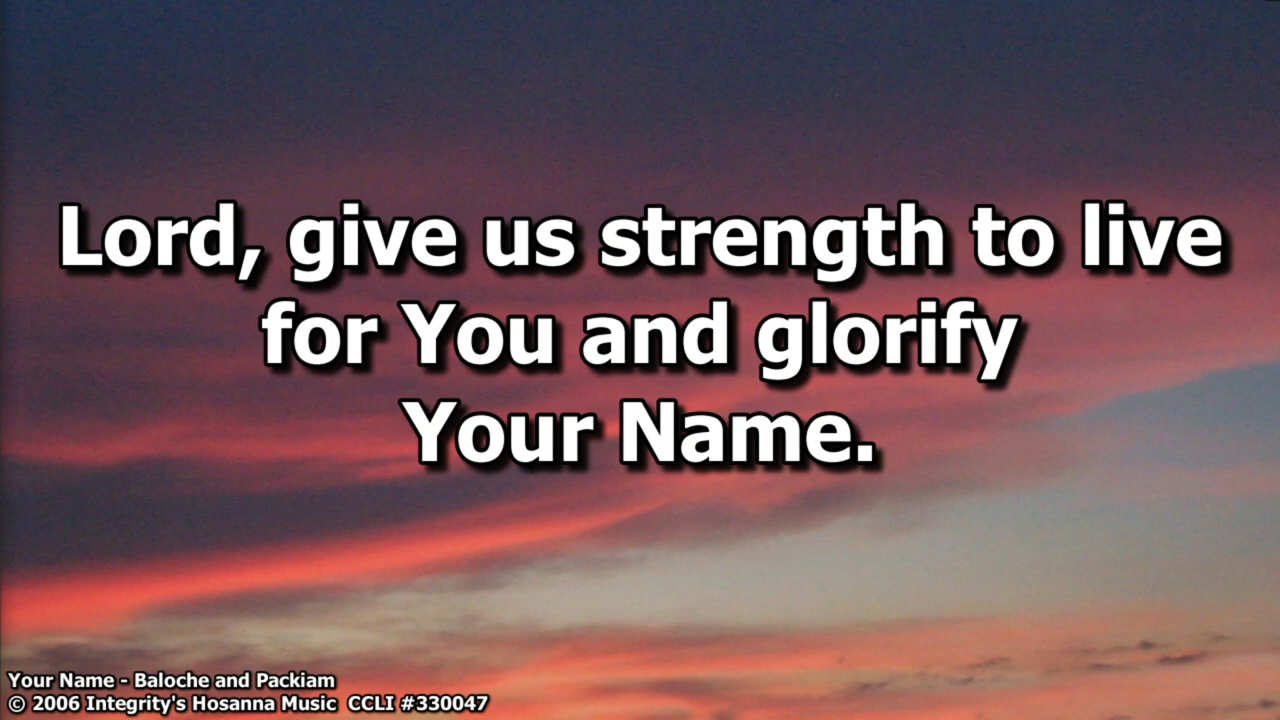 Lord, give us strength to live
for You and glorify
Your Name.
Your Name - Baloche and Packiam
© 2006 Integrity's Hosanna Music  CCLI #330047